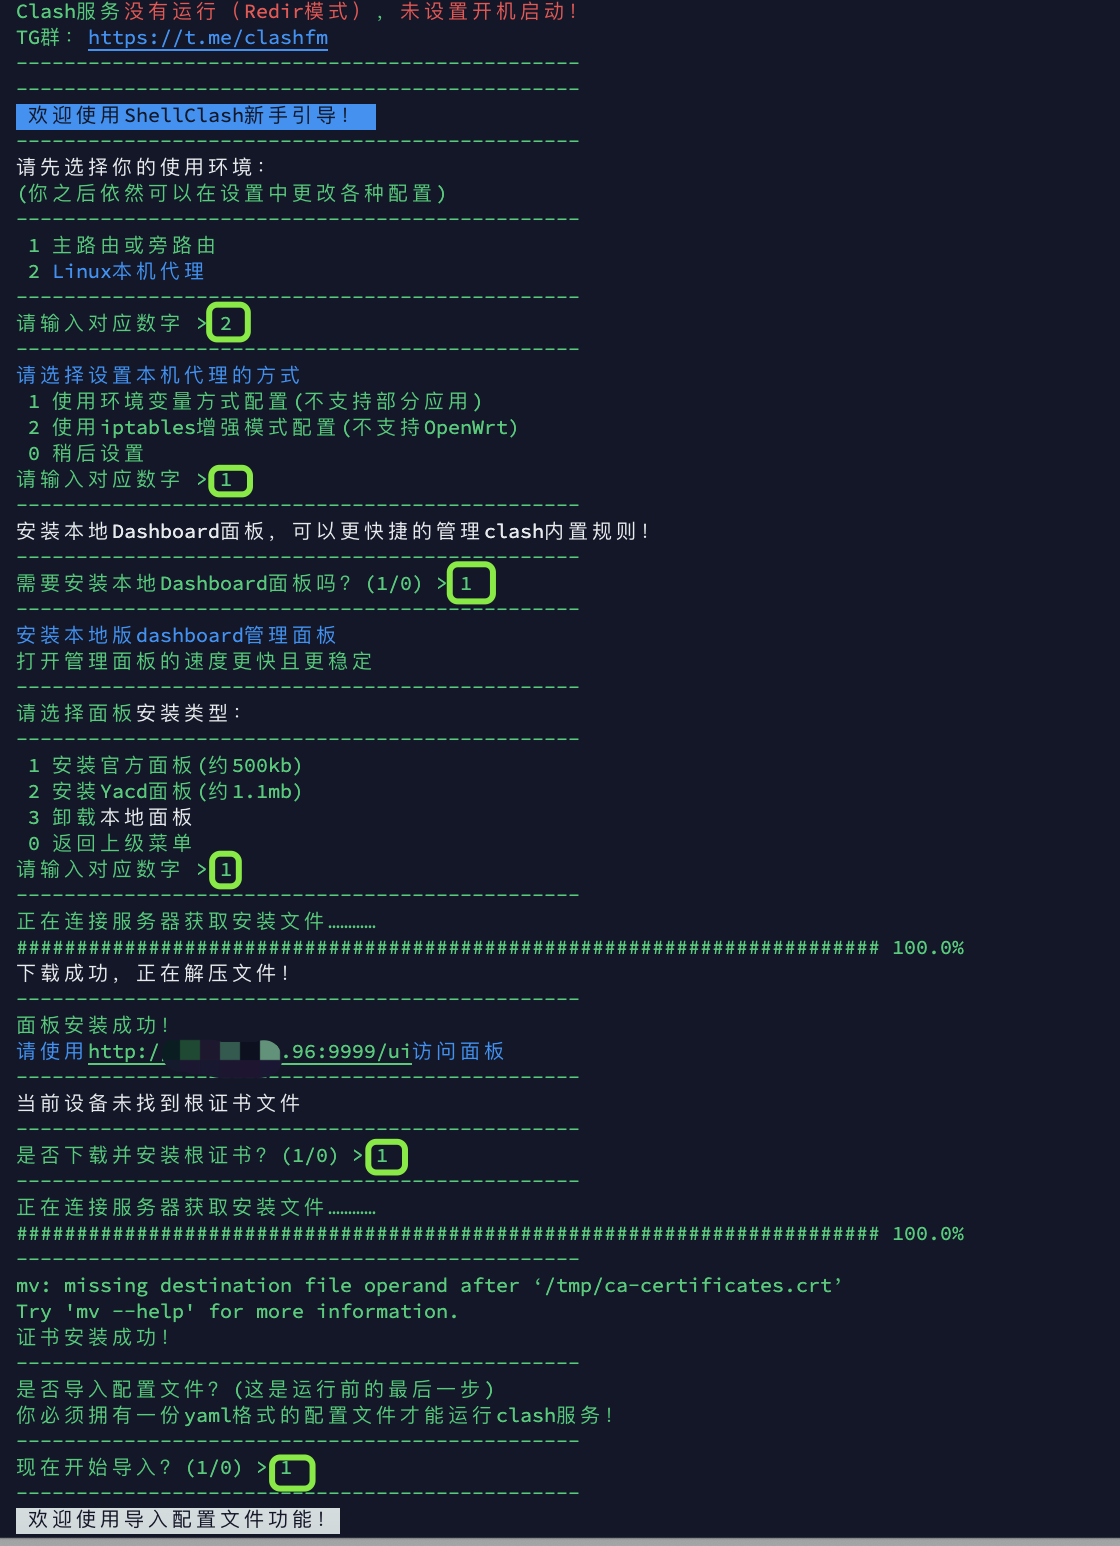 Clash服务没有运行（Redir模式），未设置开机启动！
TG群：https://t.me/clashfm
-----------------------------------------------
-----------------------------------------------
欢迎使用ShellClash新手引导！
-----------------------------------------------
请先选择你的使用环境：
(你之后依然可以在设置中更改各种配置)
-----------------------------------------------
1 主路由或旁路由
2 Linux本机代理
-----------------------------------------------
请输入对应数字 > 2
-----------------------------------------------
请选择设置本机代理的方式
1 使用环境变量方式配置(不支持部分应用)
2 使用iptables增强模式配置(不支持OpenWrt)
0 稍后设置
请输入对应数字 > 1
-----------------------------------------------
安装本地Dashboard面板，可以更快捷的管理clash内置规则！
-----------------------------------------------
需要安装本地Dashboard面板吗？(1/0) > 1
-----------------------------------------------
安装本地版dashboard管理面板
打开管理面板的速度更快且更稳定
-----------------------------------------------
请选择面板安装类型：
-----------------------------------------------
1 安装官方面板(约500kb)
2 安装Yacd面板(约1.1mb)
3 卸载本地面板
0 返回上级菜单
请输入对应数字 > 1
-----------------------------------------------
正在连接服务器获取安装文件…………
######################################################################## 100.0%
下载成功，正在解压文件！
-----------------------------------------------
面板安装成功！
请使用http:/ .96:9999/ui访问面板
-----------------------------------------------
当前设备未找到根证书文件
-----------------------------------------------
是否下载并安装根证书？(1/0) > 1
-----------------------------------------------
正在连接服务器获取安装文件…………
######################################################################## 100.0%
-----------------------------------------------
mv: missing destination file operand after ‘/tmp/ca-certificates.crt’
Try 'mv --help' for more information.
证书安装成功！
-----------------------------------------------
是否导入配置文件？(这是运行前的最后一步)
你必须拥有一份yaml格式的配置文件才能运行clash服务！
-----------------------------------------------
现在开始导入？(1/0) > 1
-----------------------------------------------
欢迎使用导入配置文件功能！